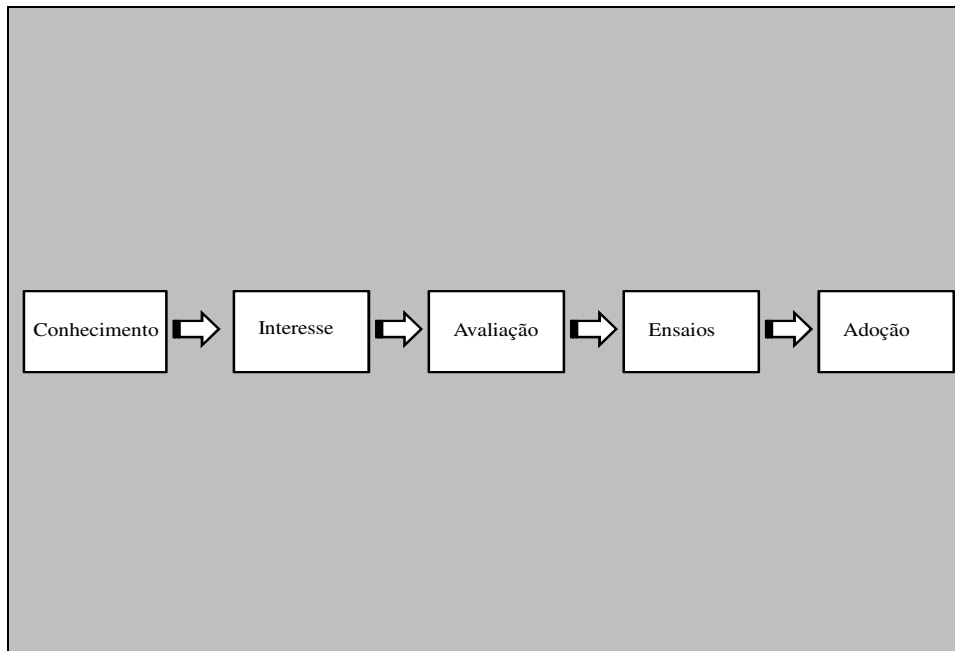 Conhecimento
Interesse
Avaliação
Ensaios
Adoção